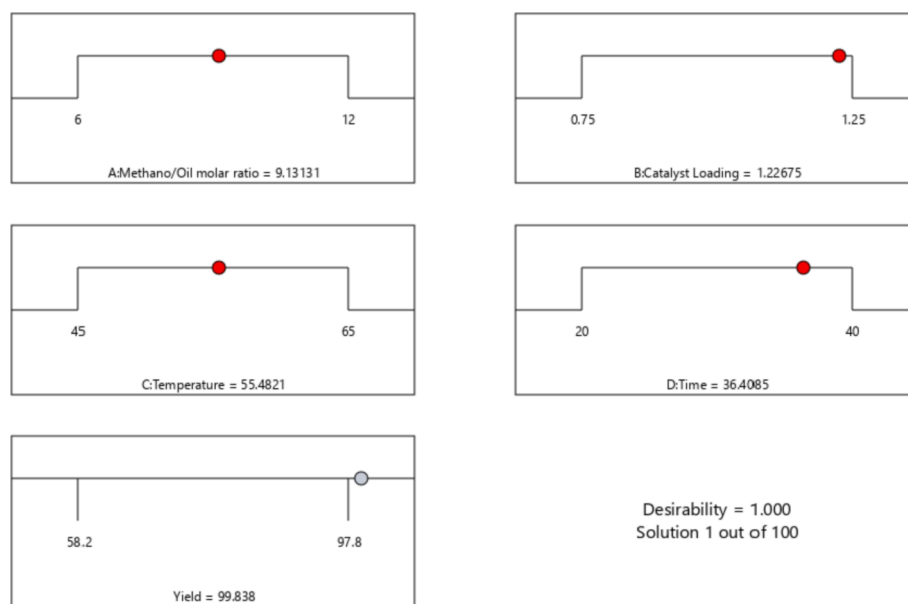 6
12
A:Methano/Oil molar ratio = 9.13131
0.75
1.25
B:Catalyst Loading = 1.22675
45
65
C:Temperature = 55.4821
20
40
D:Time = 36.4085
58.2
97.8
Yield = 99.838
Desirability = 1.000
Solution 1 out of 100